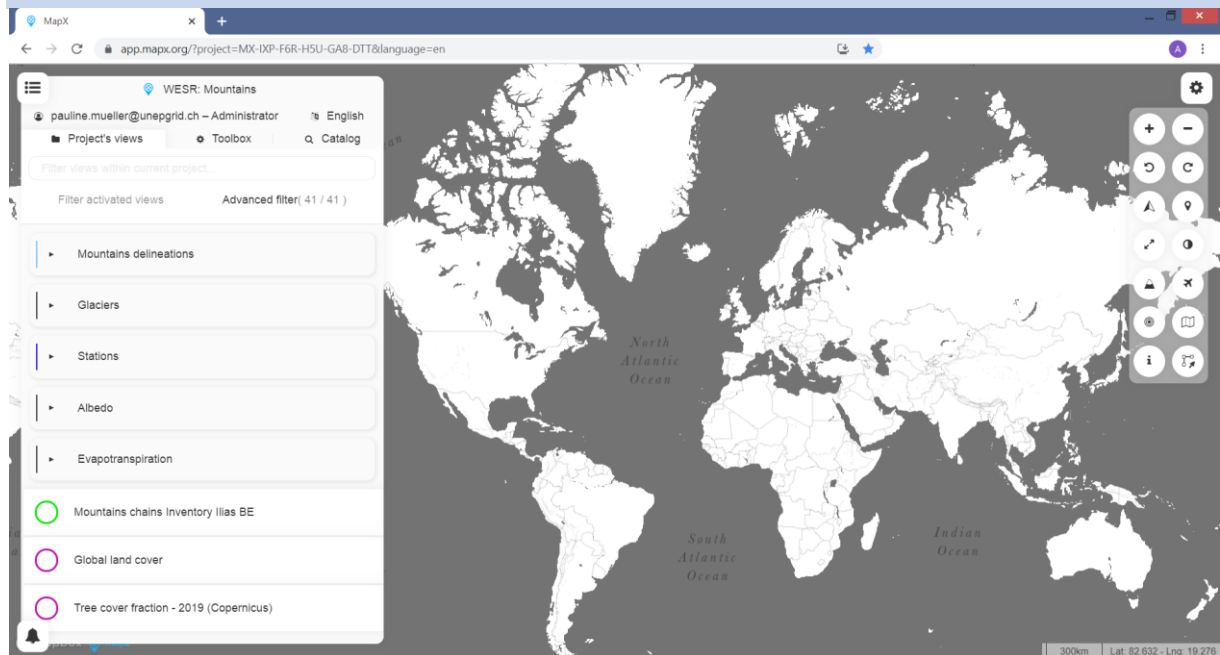 MapX
app.mapx.org/?project=MX-IXP-F6R-H5U-GA8-DTT&language=en
A
WESR: Mountains
pauline.mueller@unepgrid.ch – Administrator
English
Project's views
Toolbox
Catalog
Filter views within current project...
Filter activated views
Advanced filter( 41 / 41 )
Mountains delineations
Glaciers
Stations
Albedo
Evapotranspiration
Mountains chains Inventory Ilias BE
Global land cover
Tree cover fraction - 2019 (Copernicus)
North
Atlantic
Ocean
South
Atlantic
Ocean
Indian
Ocean
300km
Lat: 82.632 - Lng: 19.276